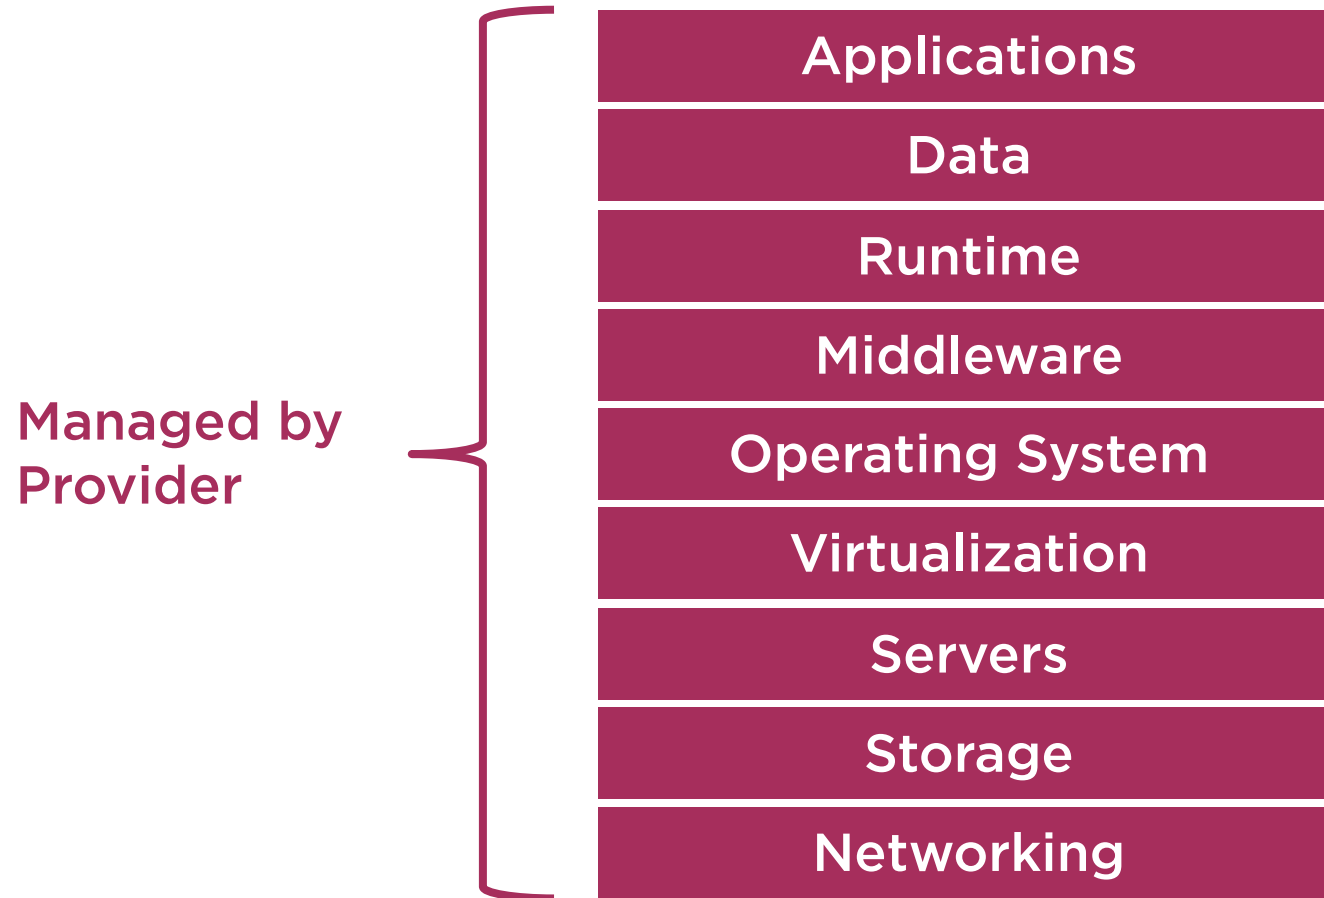 Applications
Data
Runtime
Middleware
Managed by
Provider
Operating System
Virtualization
Servers
Storage
Networking